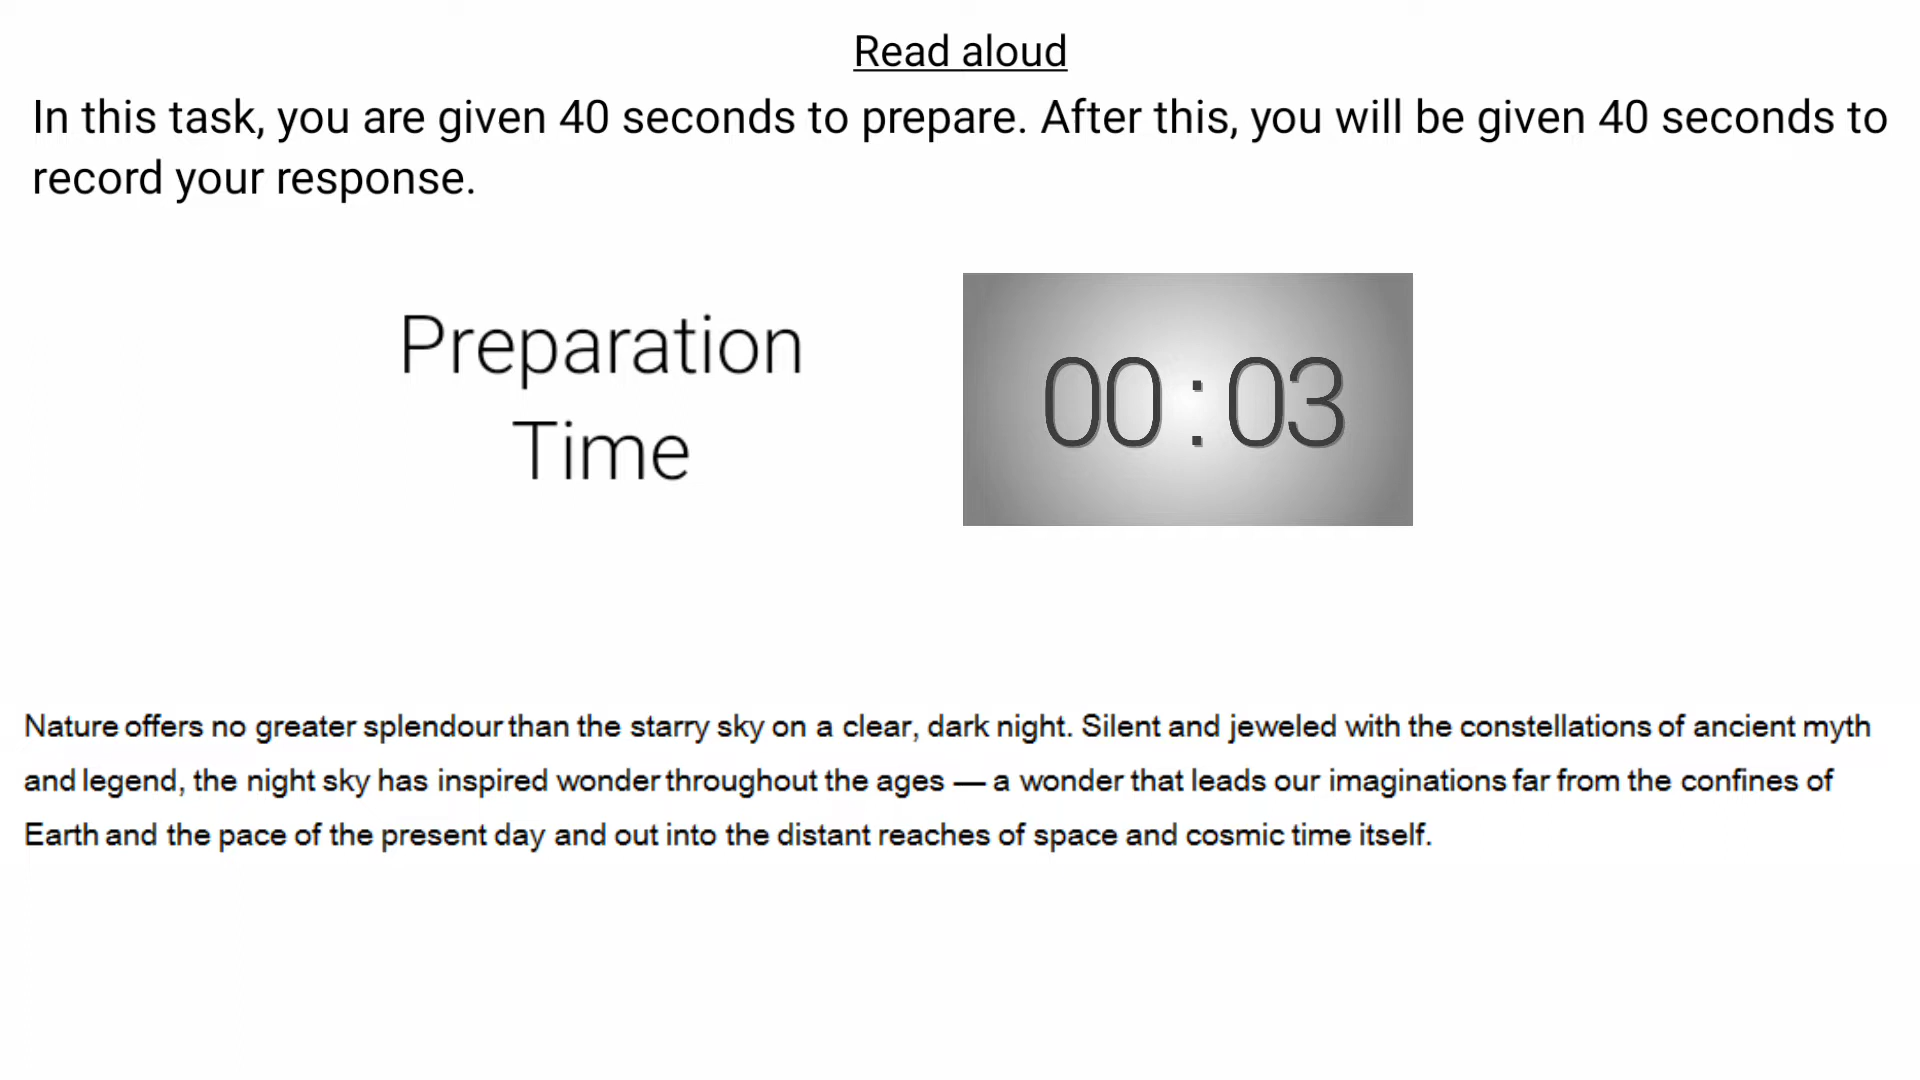 Read aloud
In this task, you are given 40 seconds to prepare. After this, you will be given 40 seconds to
record your response.
Preparation
Time
00:03
Nature offers no greater splendour than the starry sky on a clear, dark night. Silent and jeweled with the constellations of ancient myth
and legend, the night sky has inspired wonder throughout the ages — a wonder that leads our imaginations far from the confines of
Earth and the pace of the present day and out into the distant reaches of space and cosmic time itself.